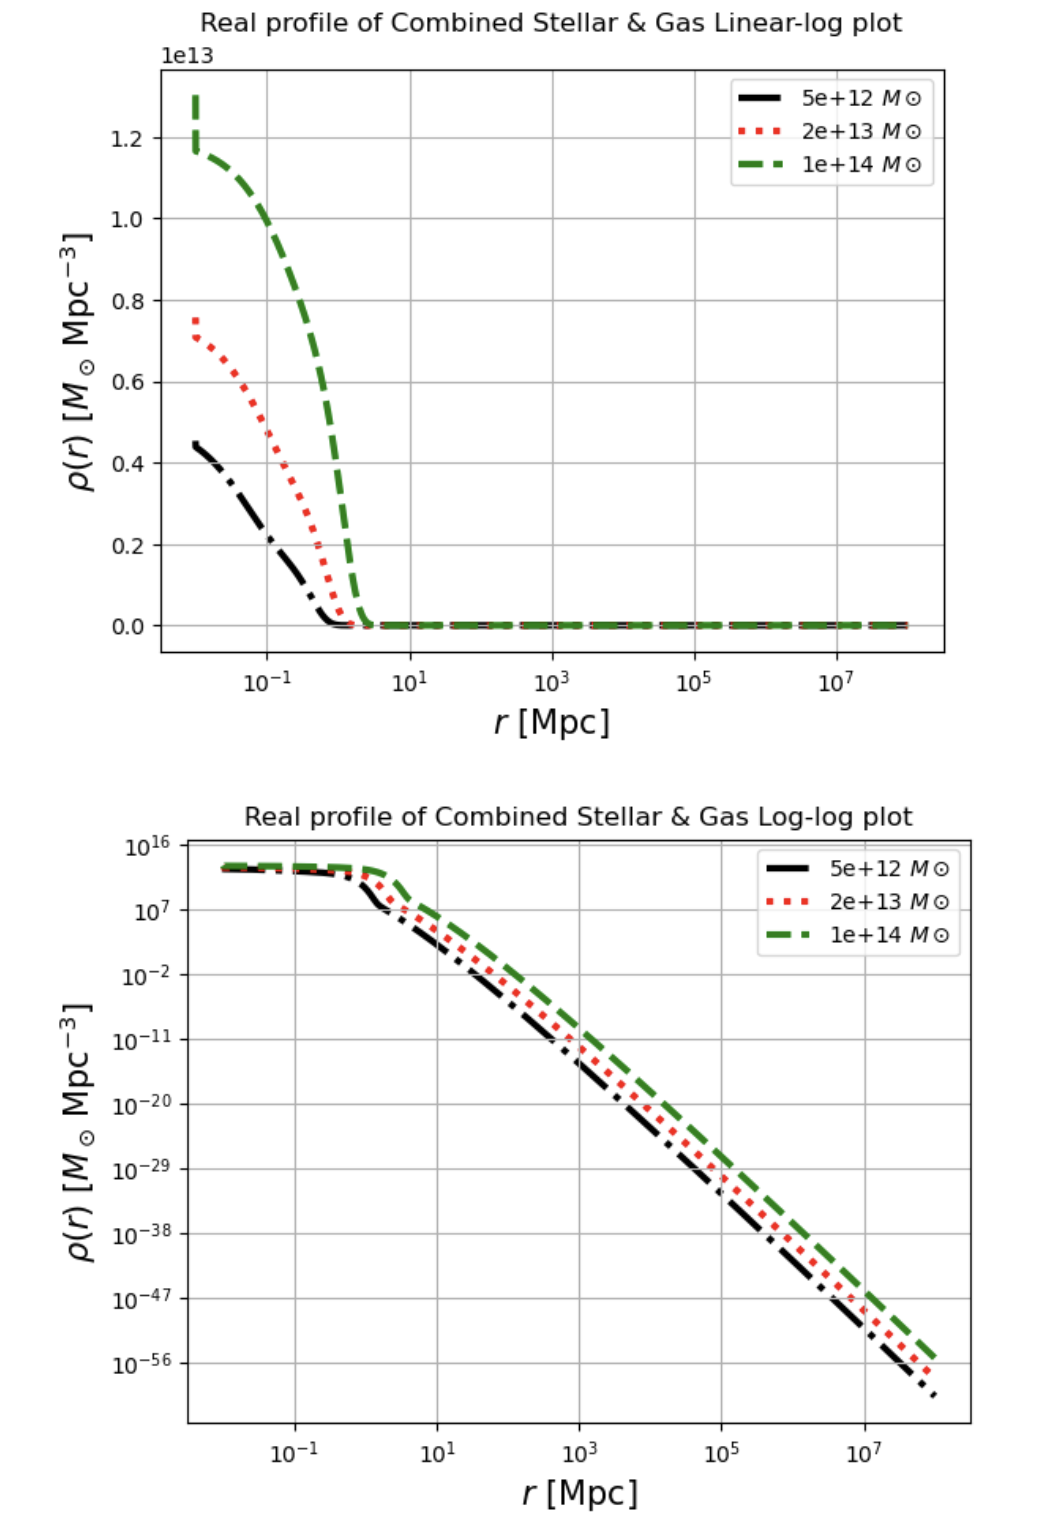 Real profile of Combined Stellar & Gas Linear-log plot
1e13
5e+12 M⊙
2e+13 M⊙
1e+14 M⊙
1.2
1.0
0.8
0.6
0.4
0.2
0.0
ρ(r) [M⊙ Mpc⁻³]
10⁻¹ 10¹ 10³ 10⁵ 10⁷
r [Mpc]
Real profile of Combined Stellar & Gas Log-log plot
5e+12 M⊙
2e+13 M⊙
1e+14 M⊙
10¹⁶
10⁷
10⁻²
10⁻¹¹
10⁻²⁰
10⁻²⁹
10⁻³⁸
10⁻⁴⁷
10⁻⁵⁶
ρ(r) [M⊙ Mpc⁻³]
10⁻¹ 10¹ 10³ 10⁵ 10⁷
r [Mpc]